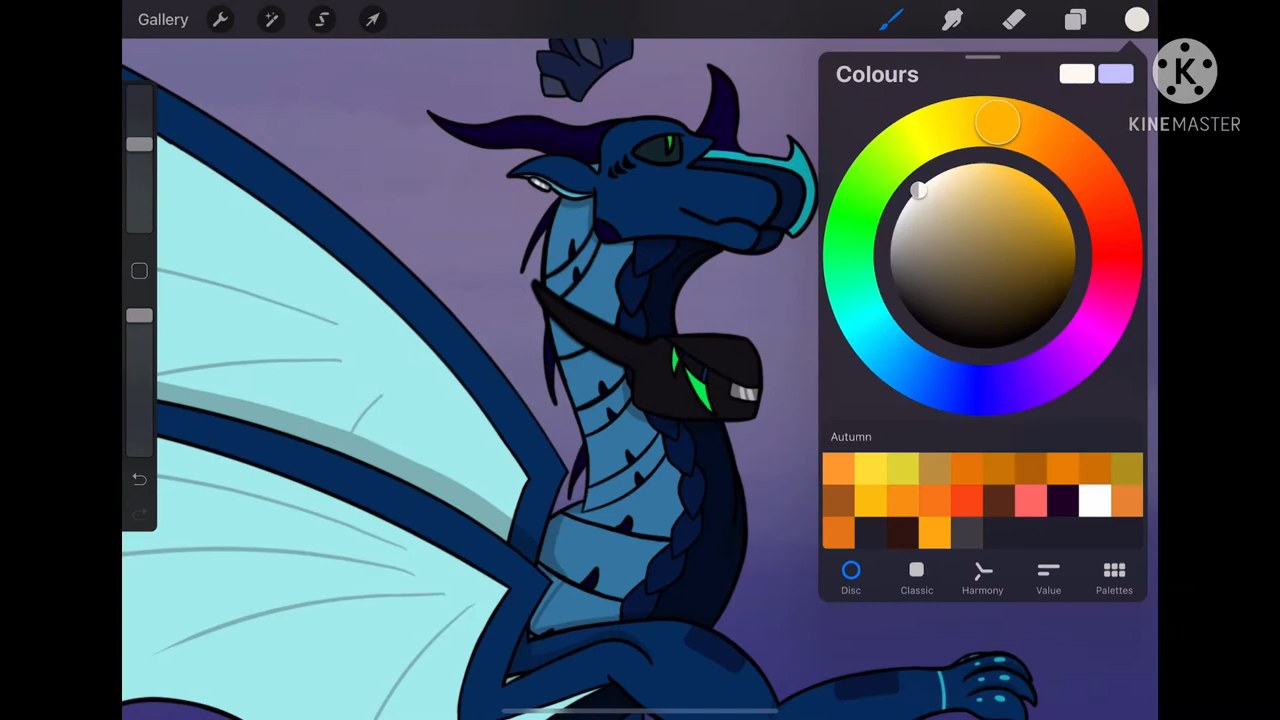 Gallery
Colours
K
KINEMASTER
Autumn
Disc
Classic
Harmony
Value
Palettes